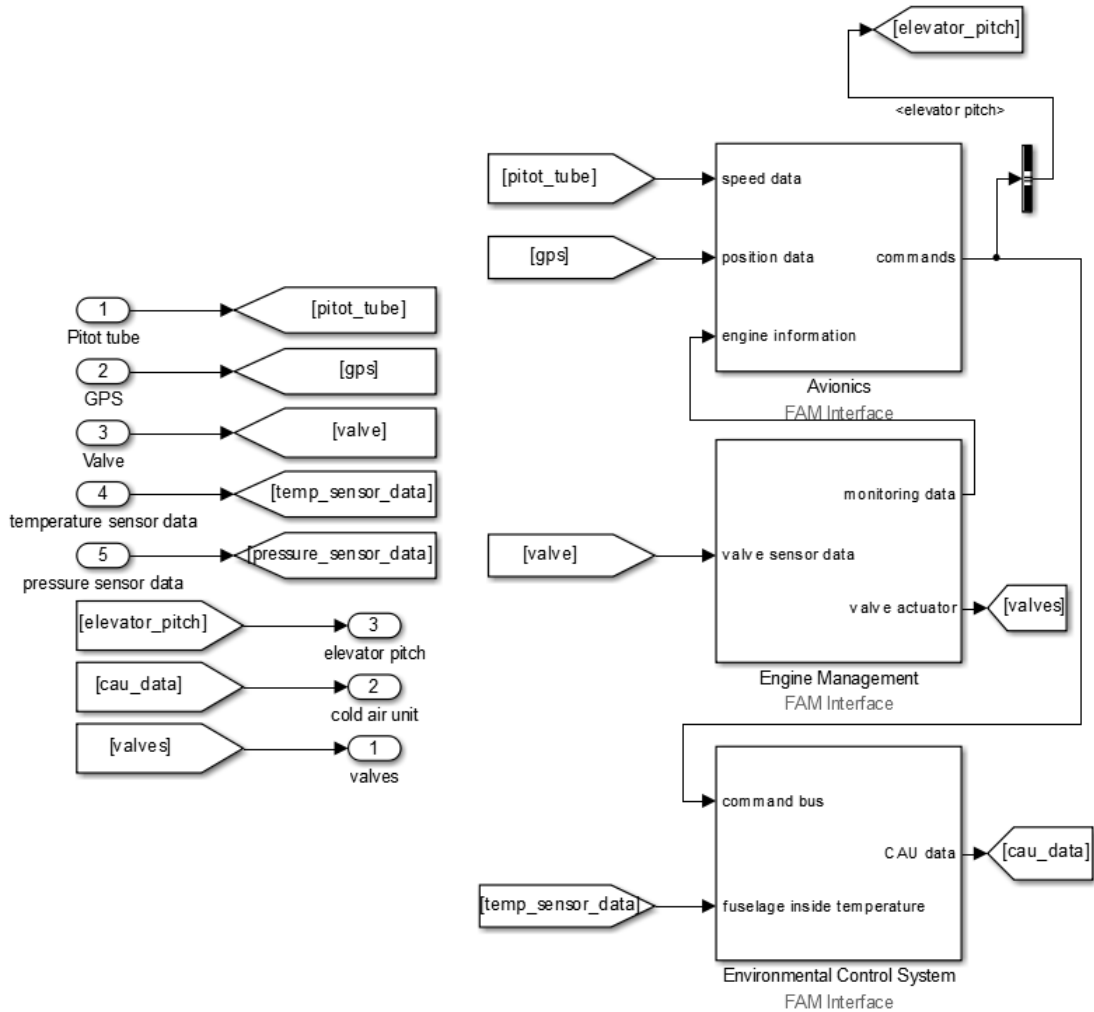 [elevator_pitch]
<elevator pitch>
[pitot_tube]
speed data
[gps]
position data
commands
engine information
Avionics
FAM Interface
1
Pitot tube
[pitot_tube]
2
GPS
[gps]
3
Valve
[valve]
4
temperature sensor data
[temp_sensor_data]
5
pressure sensor data
[pressure_sensor_data]
[elevator_pitch]
3
elevator pitch
[cau_data]
2
cold air unit
[valves]
1
valves
monitoring data
[valve]
valve sensor data
valve actuator
[valves]
Engine Management
FAM Interface
command bus
CAU data
[cau_data]
[temp_sensor_data]
fuselage inside temperature
Environmental Control System
FAM Interface